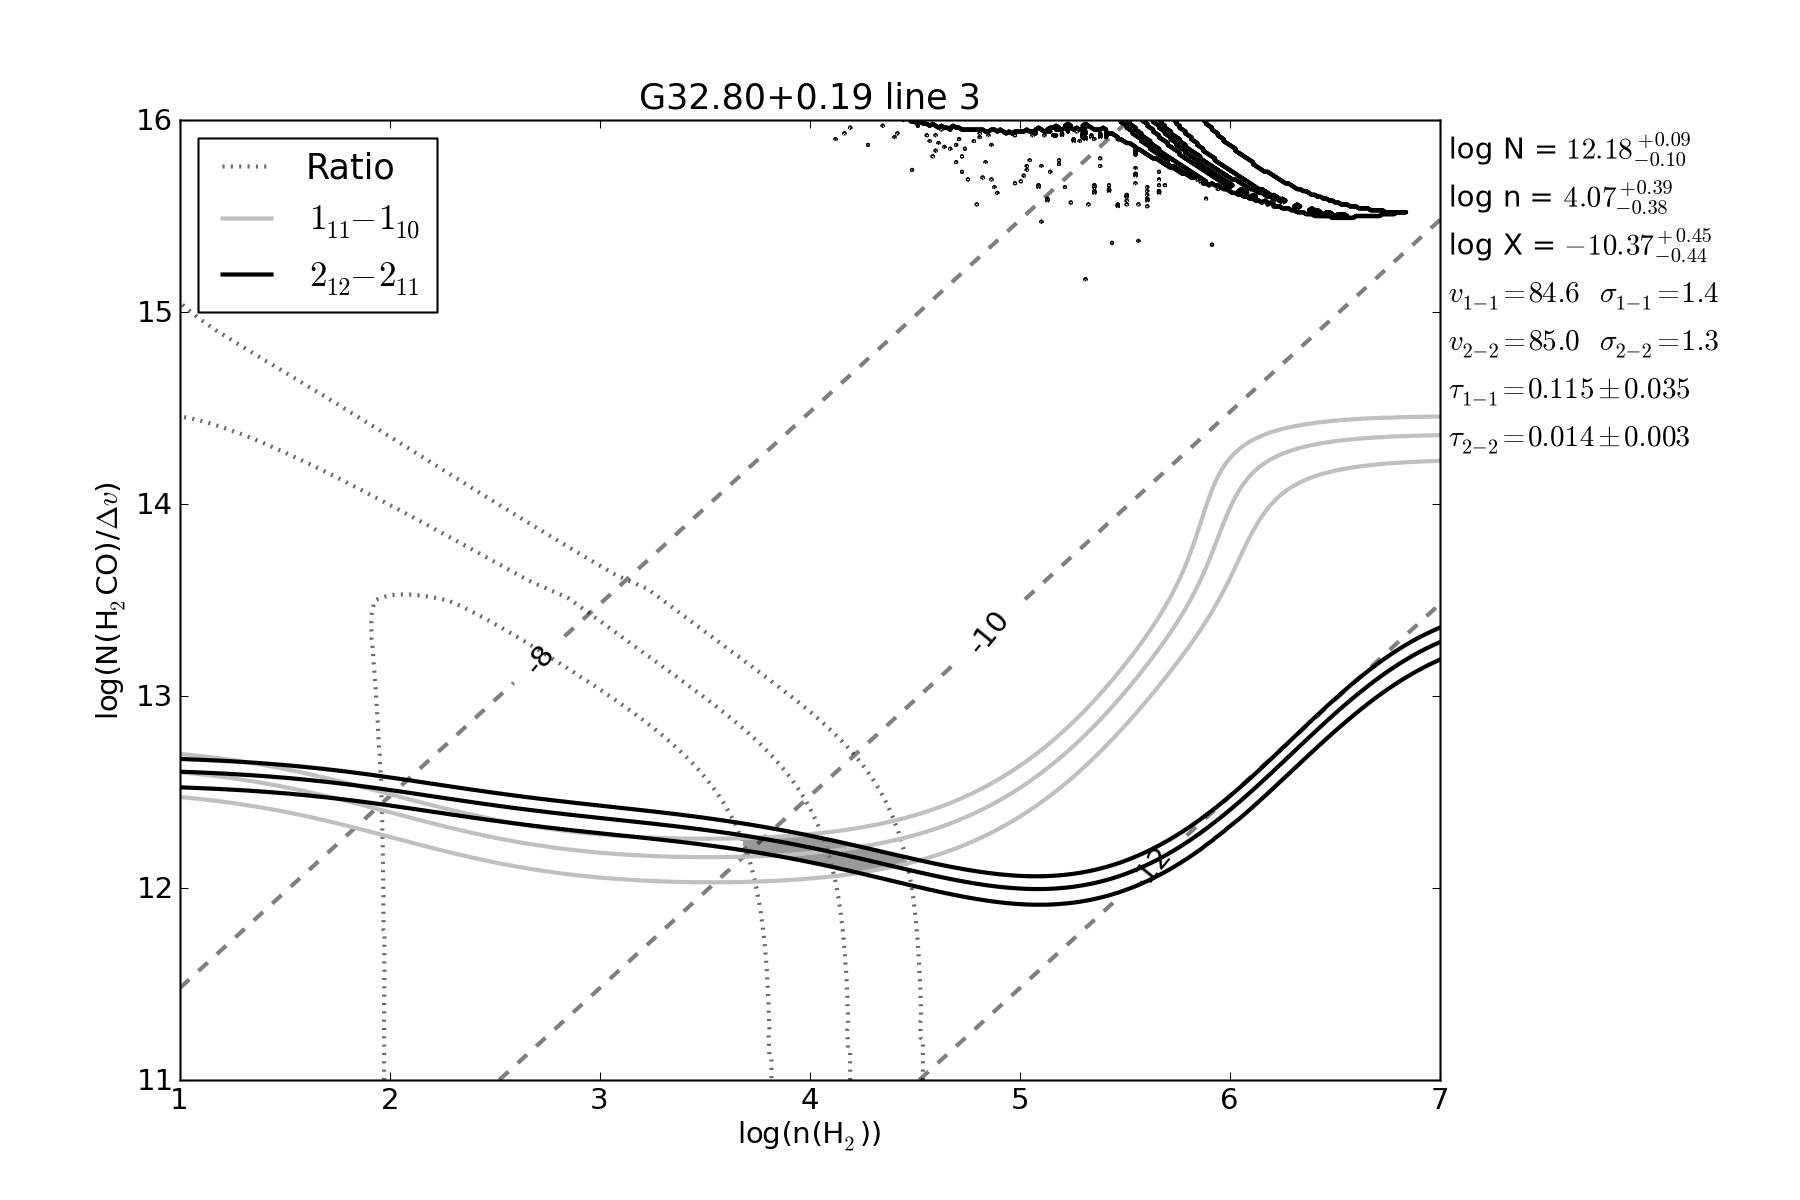 G32.80+0.19 line 3
Ratio
1₁₁−1₁₀
2₁₂−2₁₁
log N = 12.18 +0.09 −0.10
log n = 4.07 +0.39 −0.38
log X = −10.37 +0.45 −0.44
v₁₋₁=84.6 σ₁₋₁=1.4
v₂₋₂=85.0 σ₂₋₂=1.3
τ₁₋₁=0.115±0.035
τ₂₋₂=0.014±0.003
log(N(H₂CO)/Δv)
16
15
14
13
12
11
-8
-10
-12
1 2 3 4 5 6 7
log(n(H₂))